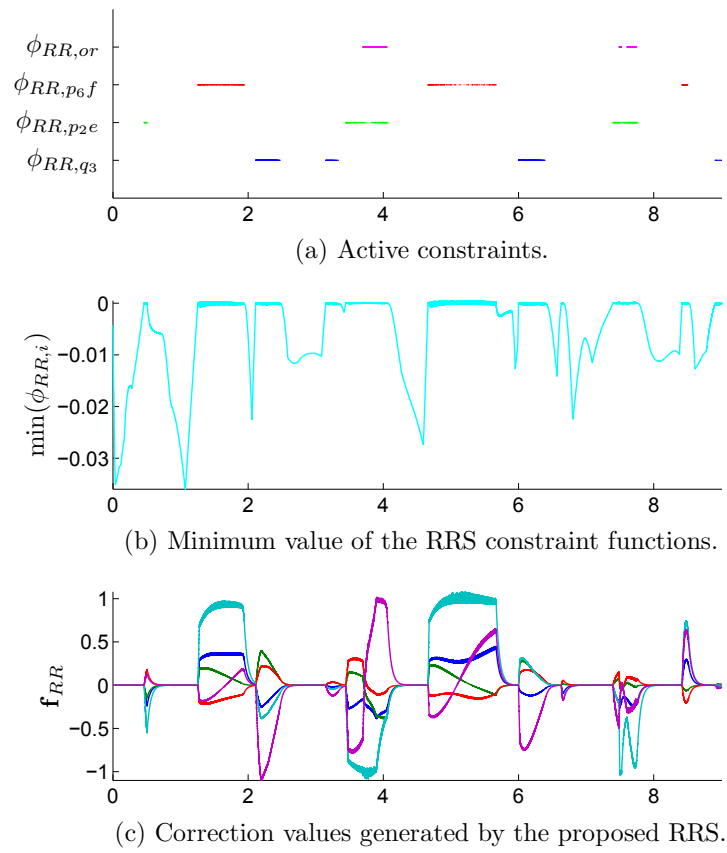 ϕ_{RR,or}
ϕ_{RR,p_6f}
ϕ_{RR,p_2e}
ϕ_{RR,q_3}
0 2 4 6 8
(a) Active constraints.
min(ϕ_{RR,i})
0
−0.01
−0.02
−0.03
0 2 4 6 8
(b) Minimum value of the RRS constraint functions.
f_{RR}
1
0.5
0
−0.5
−1
0 2 4 6 8
(c) Correction values generated by the proposed RRS.